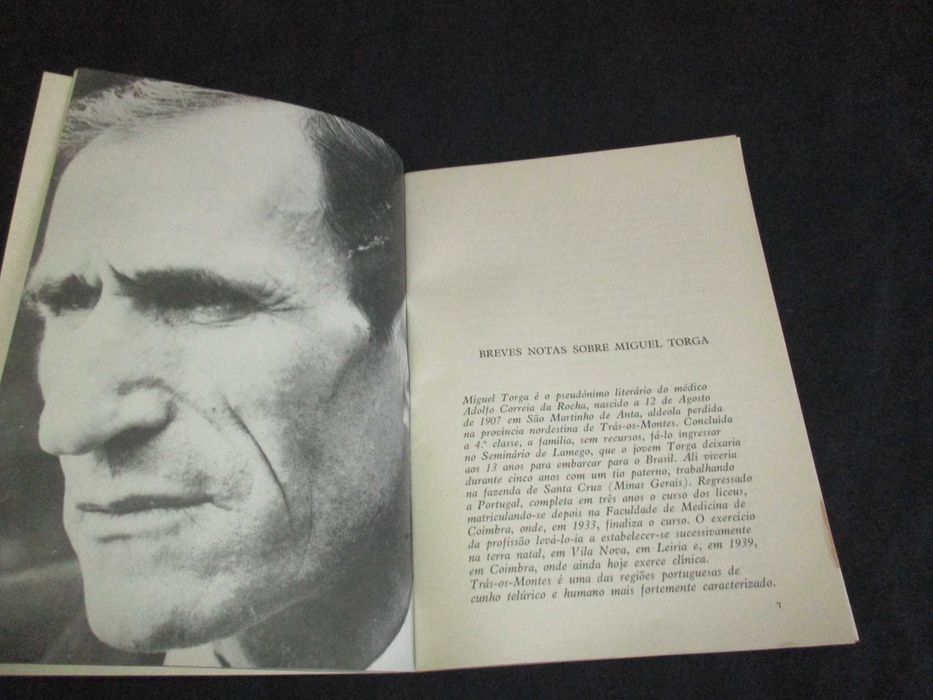 BREVES NOTAS SOBRE MIGUEL TORGA
Miguel Torga é o pseudónimo literário do médico
Adolfo Correia da Rocha, nascido a 12 de Agosto
de 1907 em São Martinho de Anta, aldeola perdida
na província nordestina de Trás-os-Montes. Concluída
a 4.ª classe, a família, sem recursos, fá-lo ingressar
no Seminário de Lamego, que o jovem Torga deixaria
aos 13 anos para embarcar para o Brasil. Ali viveria
durante cinco anos com um tio paterno, trabalhando
na fazenda de Santa Cruz (Minas Gerais). Regressado
a Portugal, completa em três anos o curso dos liceus,
matriculando-se depois na Faculdade de Medicina de
Coimbra, onde, em 1933, finaliza o curso. O exercício
da profissão levá-lo-ia a estabelecer-se sucessivamente
na terra natal, em Vila Nova, em Leiria e, em 1939,
em Coimbra, onde ainda hoje exerce clínica.
Trás-os-Montes é uma das regiões portuguesas de
cunho telúrico e humano mais fortemente caracterizado.
7